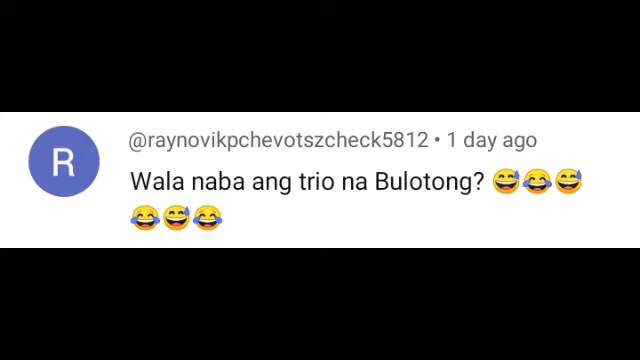 R
@raynovikpchevotszcheck5812 • 1 day ago
Wala naba ang trio na Bulotong? 😅😂😅
😂😅😂